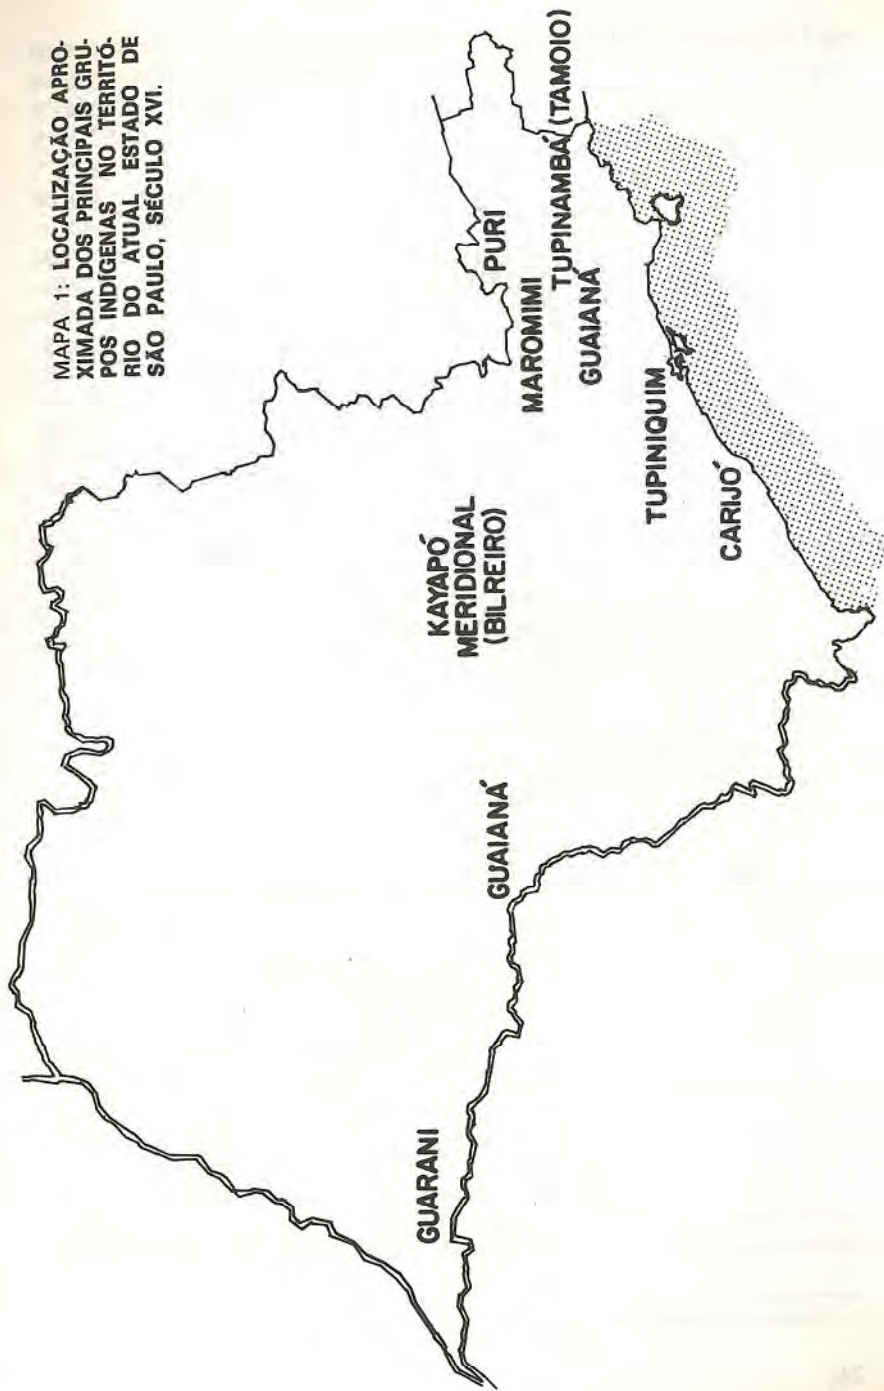 MAPA 1: LOCALIZAÇÃO APRO-
XIMADA DOS PRINCIPAIS GRU-
POS INDÍGENAS NO TERRITÓ-
RIO DO ATUAL ESTADO DE
SÃO PAULO, SÉCULO XVI.
PURI
MAROMIMI
TUPINAMBÁ (TAMOIO)
GUAIANÁ
KAYAPÓ
MERIDIONAL
(BILREIRO)
TUPINIQUIM
CARIJÓ
GUAIANÁ
GUARANI